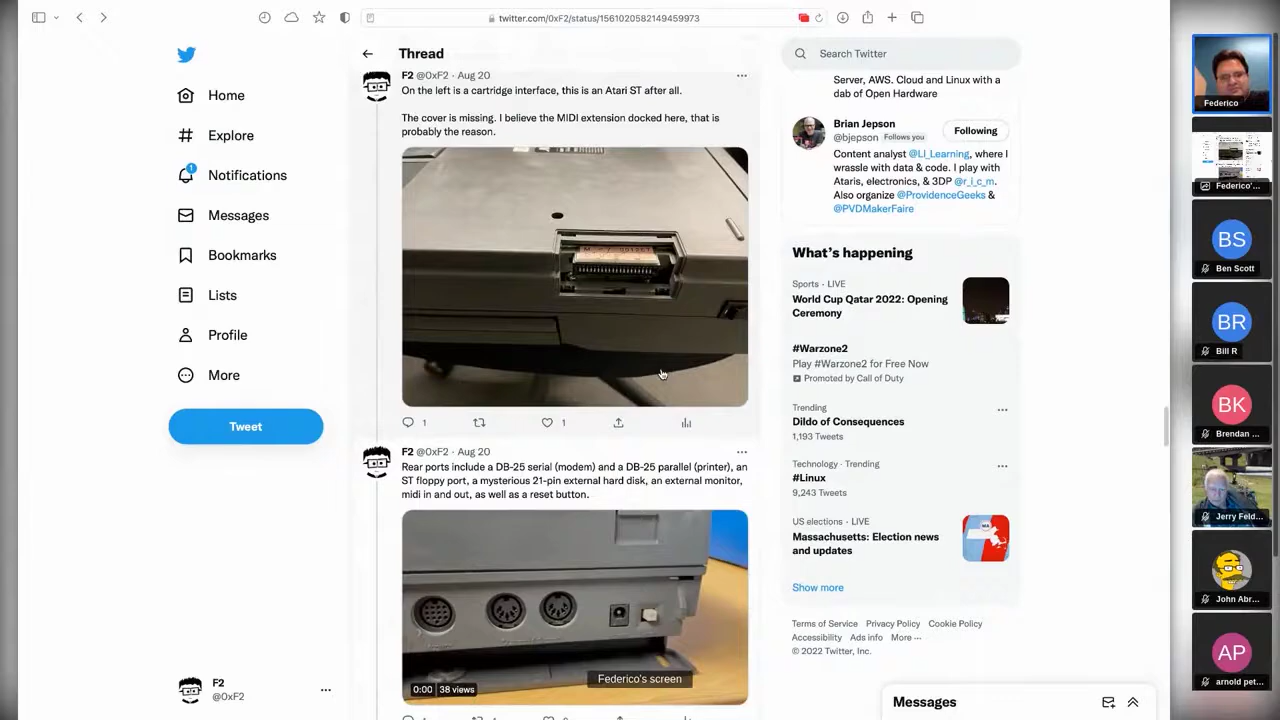 twitter.com/0xF2/status/1561020582149459973
Home
Explore
1
Notifications
Messages
Bookmarks
Lists
Profile
More
Tweet
F2
@0xF2
Thread
F2 @0xF2 · Aug 20
On the left is a cartridge interface, this is an Atari ST after all.
The cover is missing. I believe the MIDI extension docked here, that is
probably the reason.
1
1
F2 @0xF2 · Aug 20
Rear ports include a DB-25 serial (modem) and a DB-25 parallel (printer), an
ST floppy port, a mysterious 21-pin external hard disk, an external monitor,
midi in and out, as well as a reset button.
0:00 38 views
Federico's screen
Search Twitter
Server, AWS. Cloud and Linux with a
dab of Open Hardware
Brian Jepson
@bjepson Follows you
Following
Content analyst @LI_Learning, where I
wrassle with data & code. I play with
Ataris, electronics, & 3DP @r_i_c_m.
Also organize @ProvidenceGeeks &
@PVDMakerFaire
What's happening
Sports · LIVE
World Cup Qatar 2022: Opening
Ceremony
#Warzone2
Play #Warzone2 for Free Now
Promoted by Call of Duty
Trending
Dildo of Consequences
1,193 Tweets
Technology · Trending
#Linux
9,243 Tweets
US elections · LIVE
Massachusetts: Election news
and updates
MA
Show more
Terms of Service Privacy Policy Cookie Policy
Accessibility Ads info More ···
© 2022 Twitter, Inc.
Messages
Federico
Federico'...
BS
Ben Scott
BR
Bill R
BK
Brendan ...
Jerry Feld...
John Abr...
AP
arnold pet...